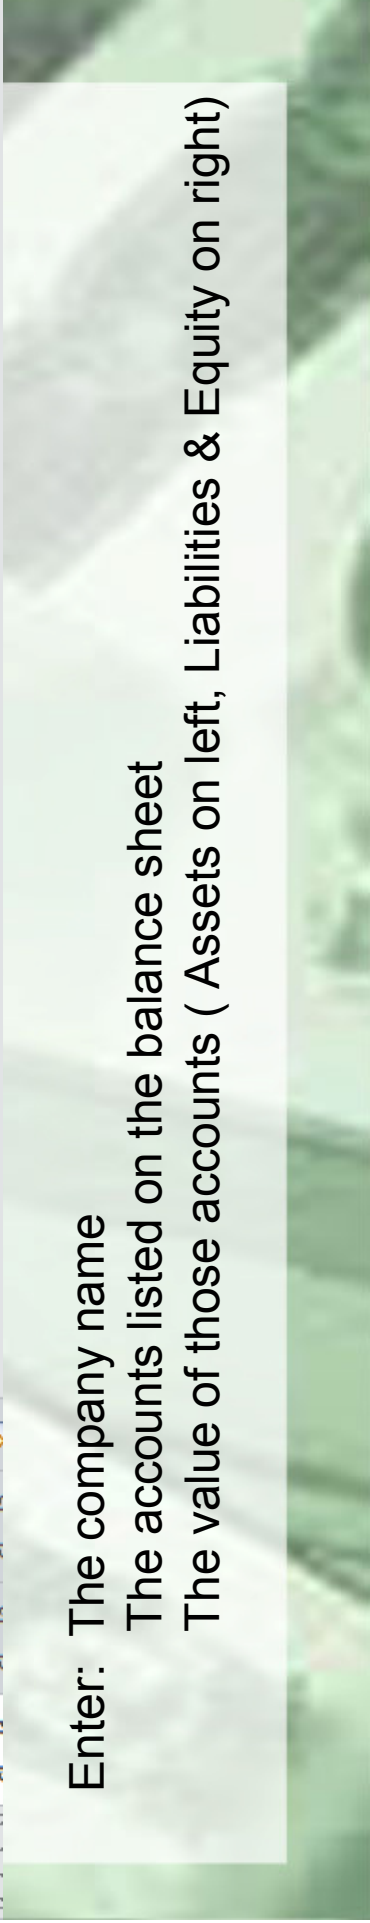 Enter: The company name
The accounts listed on the balance sheet
The value of those accounts ( Assets on left, Liabilities & Equity on right)